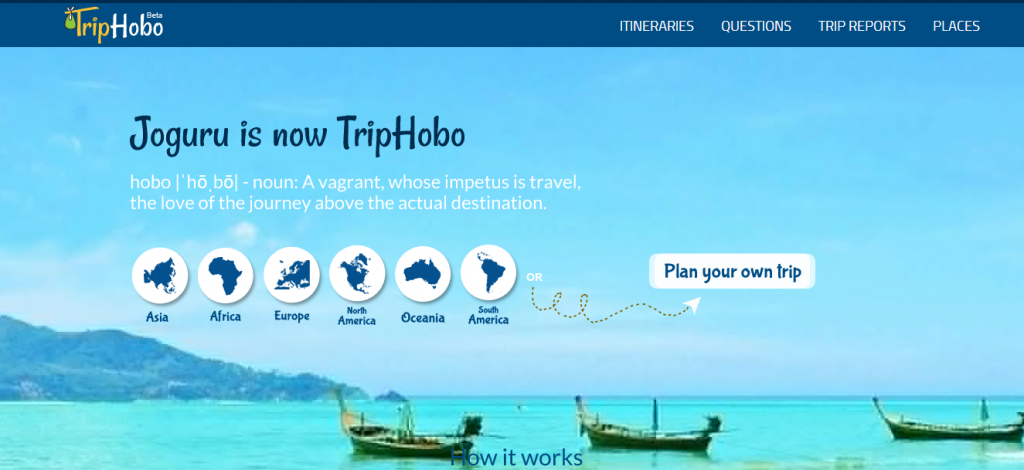 TripHobo Beta
ITINERARIES QUESTIONS TRIP REPORTS PLACES
Joguru is now TripHobo
hobo |ˈhōˌbō| - noun: A vagrant, whose impetus is travel,
the love of the journey above the actual destination.
Asia Africa Europe North America Oceania South America
OR
Plan your own trip
How it works